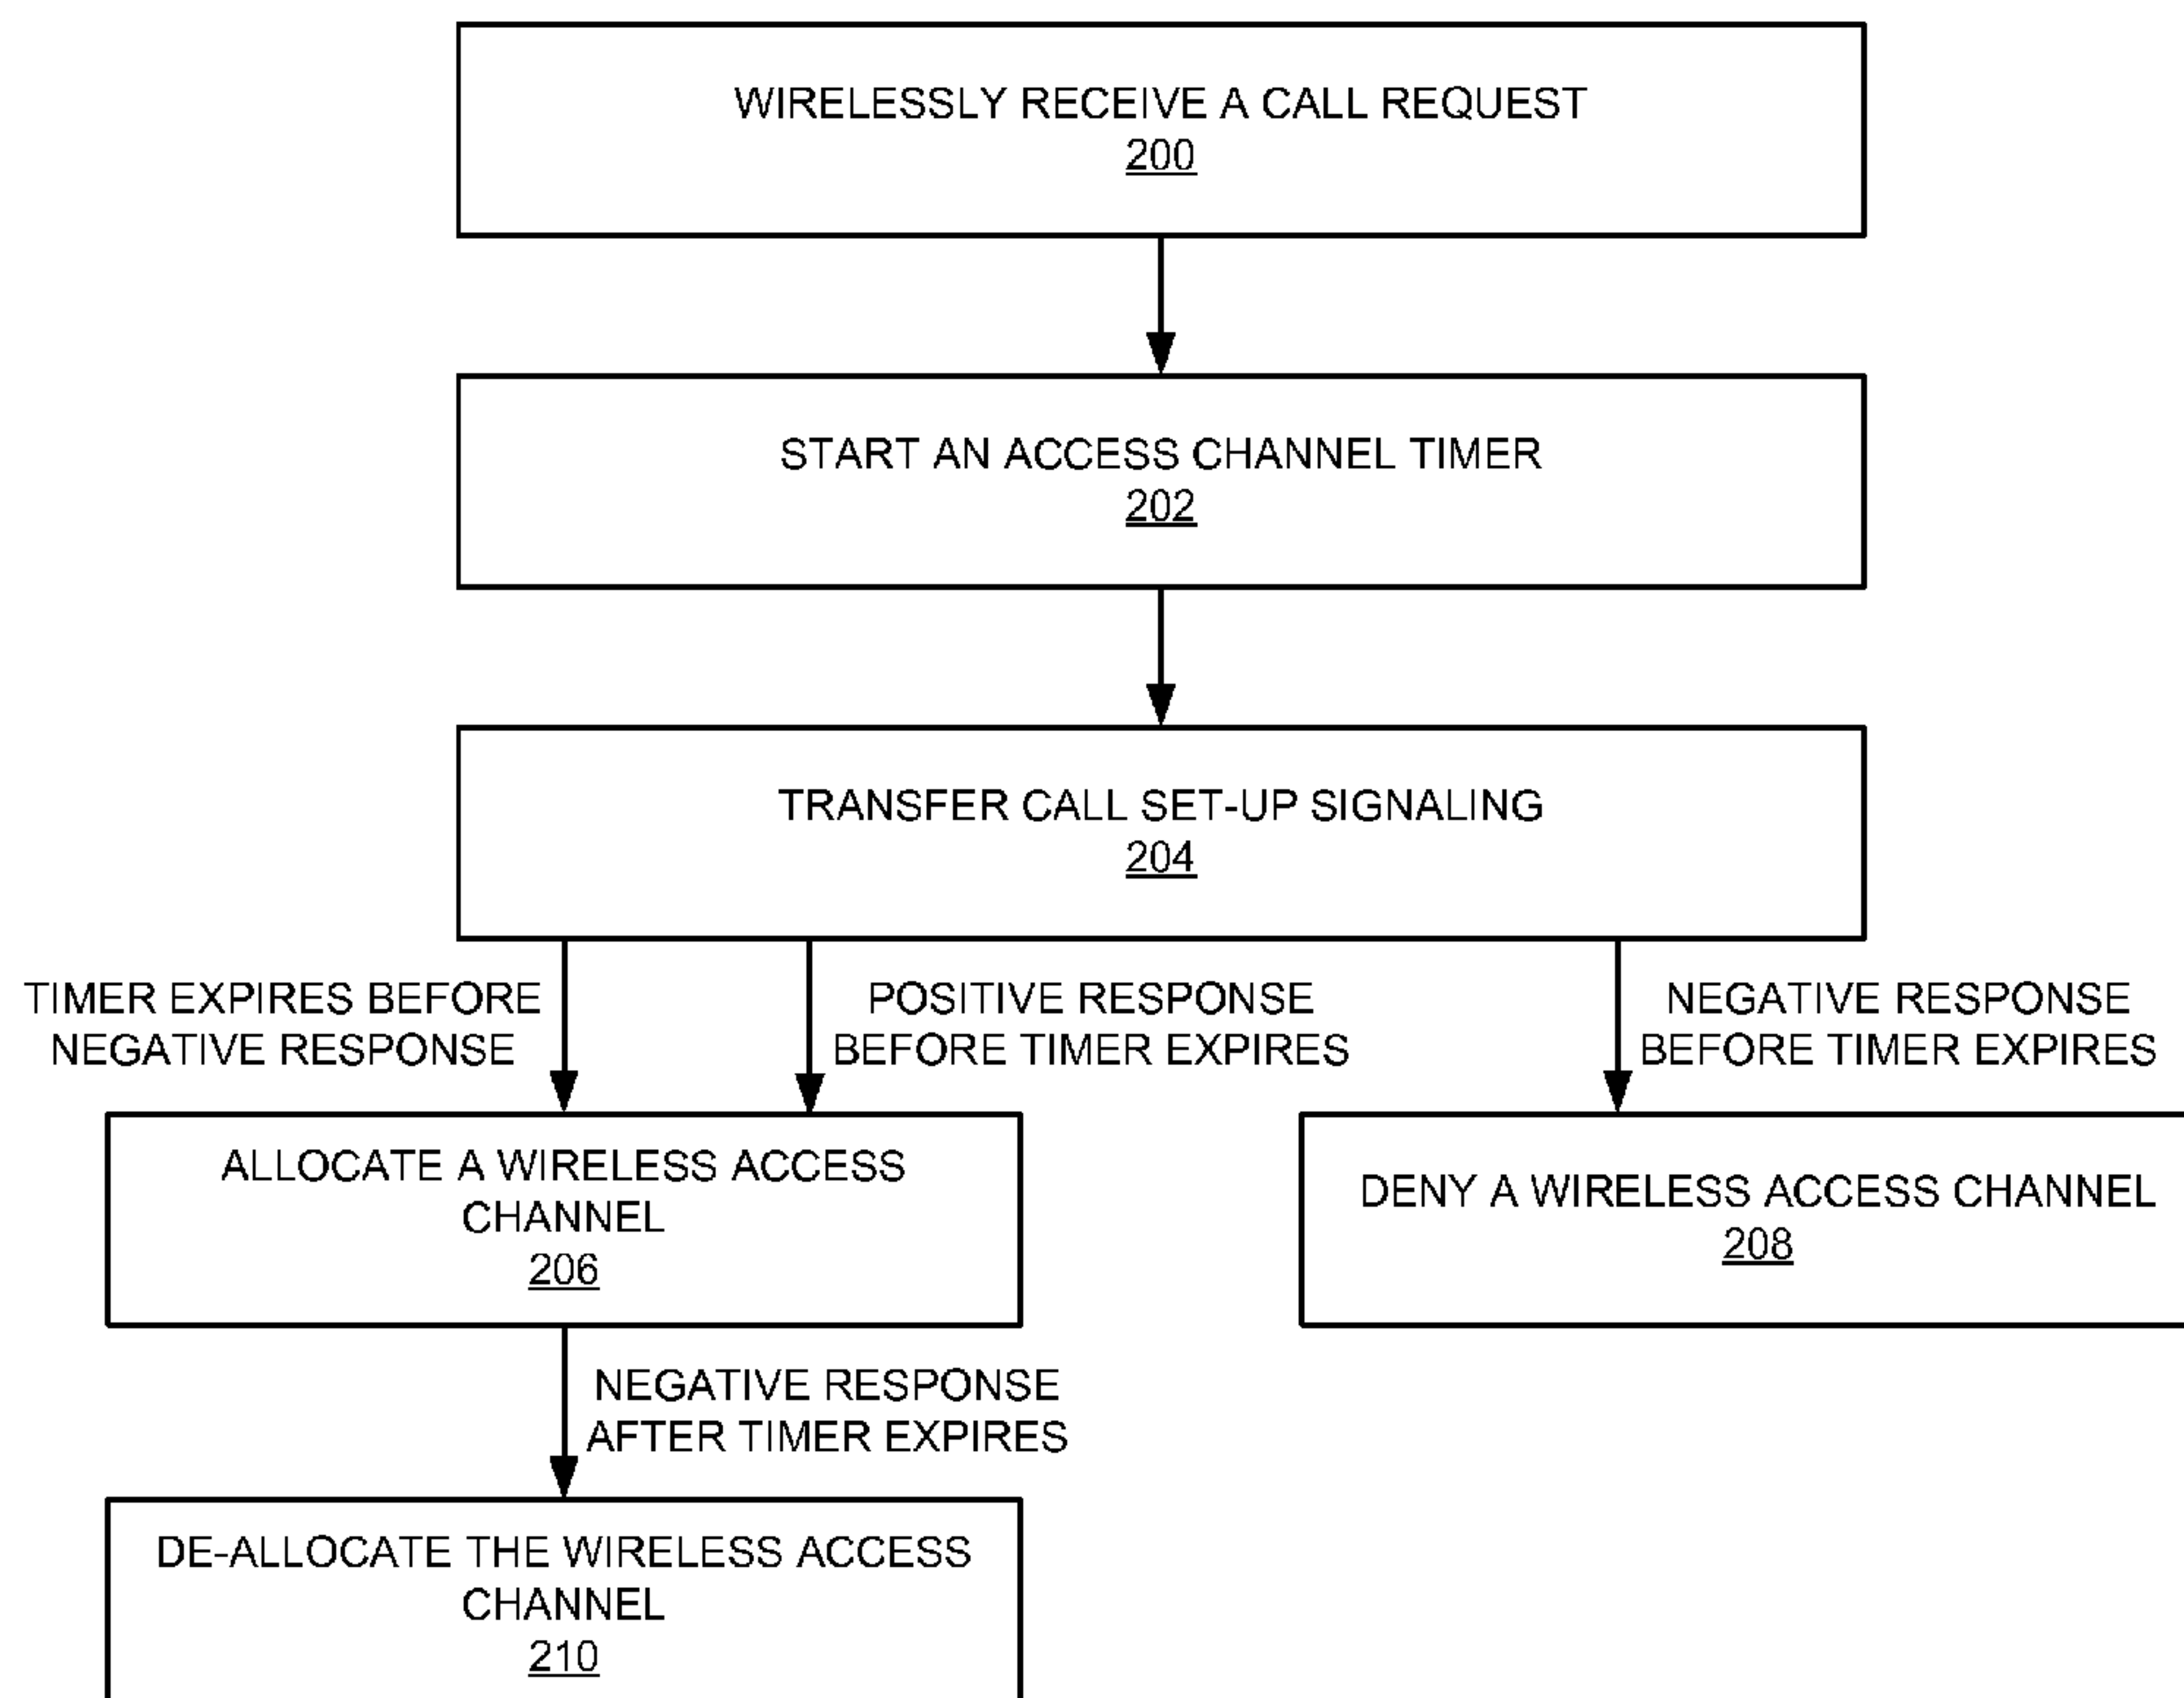 WIRELESSLY RECEIVE A CALL REQUEST
200
START AN ACCESS CHANNEL TIMER
202
TRANSFER CALL SET-UP SIGNALING
204
TIMER EXPIRES BEFORE
NEGATIVE RESPONSE
POSITIVE RESPONSE
BEFORE TIMER EXPIRES
NEGATIVE RESPONSE
BEFORE TIMER EXPIRES
ALLOCATE A WIRELESS ACCESS
CHANNEL
206
DENY A WIRELESS ACCESS CHANNEL
208
NEGATIVE RESPONSE
AFTER TIMER EXPIRES
DE-ALLOCATE THE WIRELESS ACCESS
CHANNEL
210